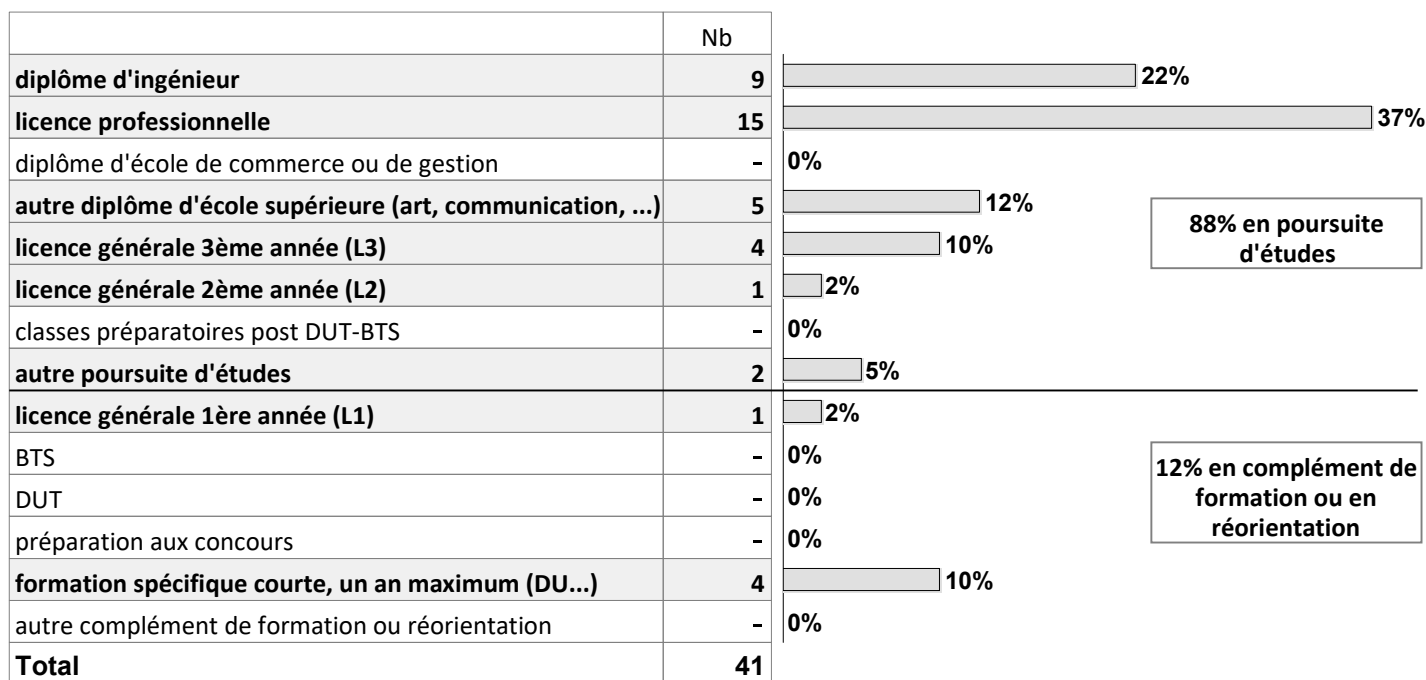 Nb
diplôme d'ingénieur 9 22%
licence professionnelle 15 37%
diplôme d'école de commerce ou de gestion - 0%
autre diplôme d'école supérieure (art, communication, ...) 5 12%
licence générale 3ème année (L3) 4 10%
licence générale 2ème année (L2) 1 2%
classes préparatoires post DUT-BTS - 0%
autre poursuite d'études 2 5%
88% en poursuite
d'études
licence générale 1ère année (L1) 1 2%
BTS - 0%
DUT - 0%
préparation aux concours - 0%
formation spécifique courte, un an maximum (DU...) 4 10%
autre complément de formation ou réorientation - 0%
12% en complément de
formation ou en
réorientation
Total 41